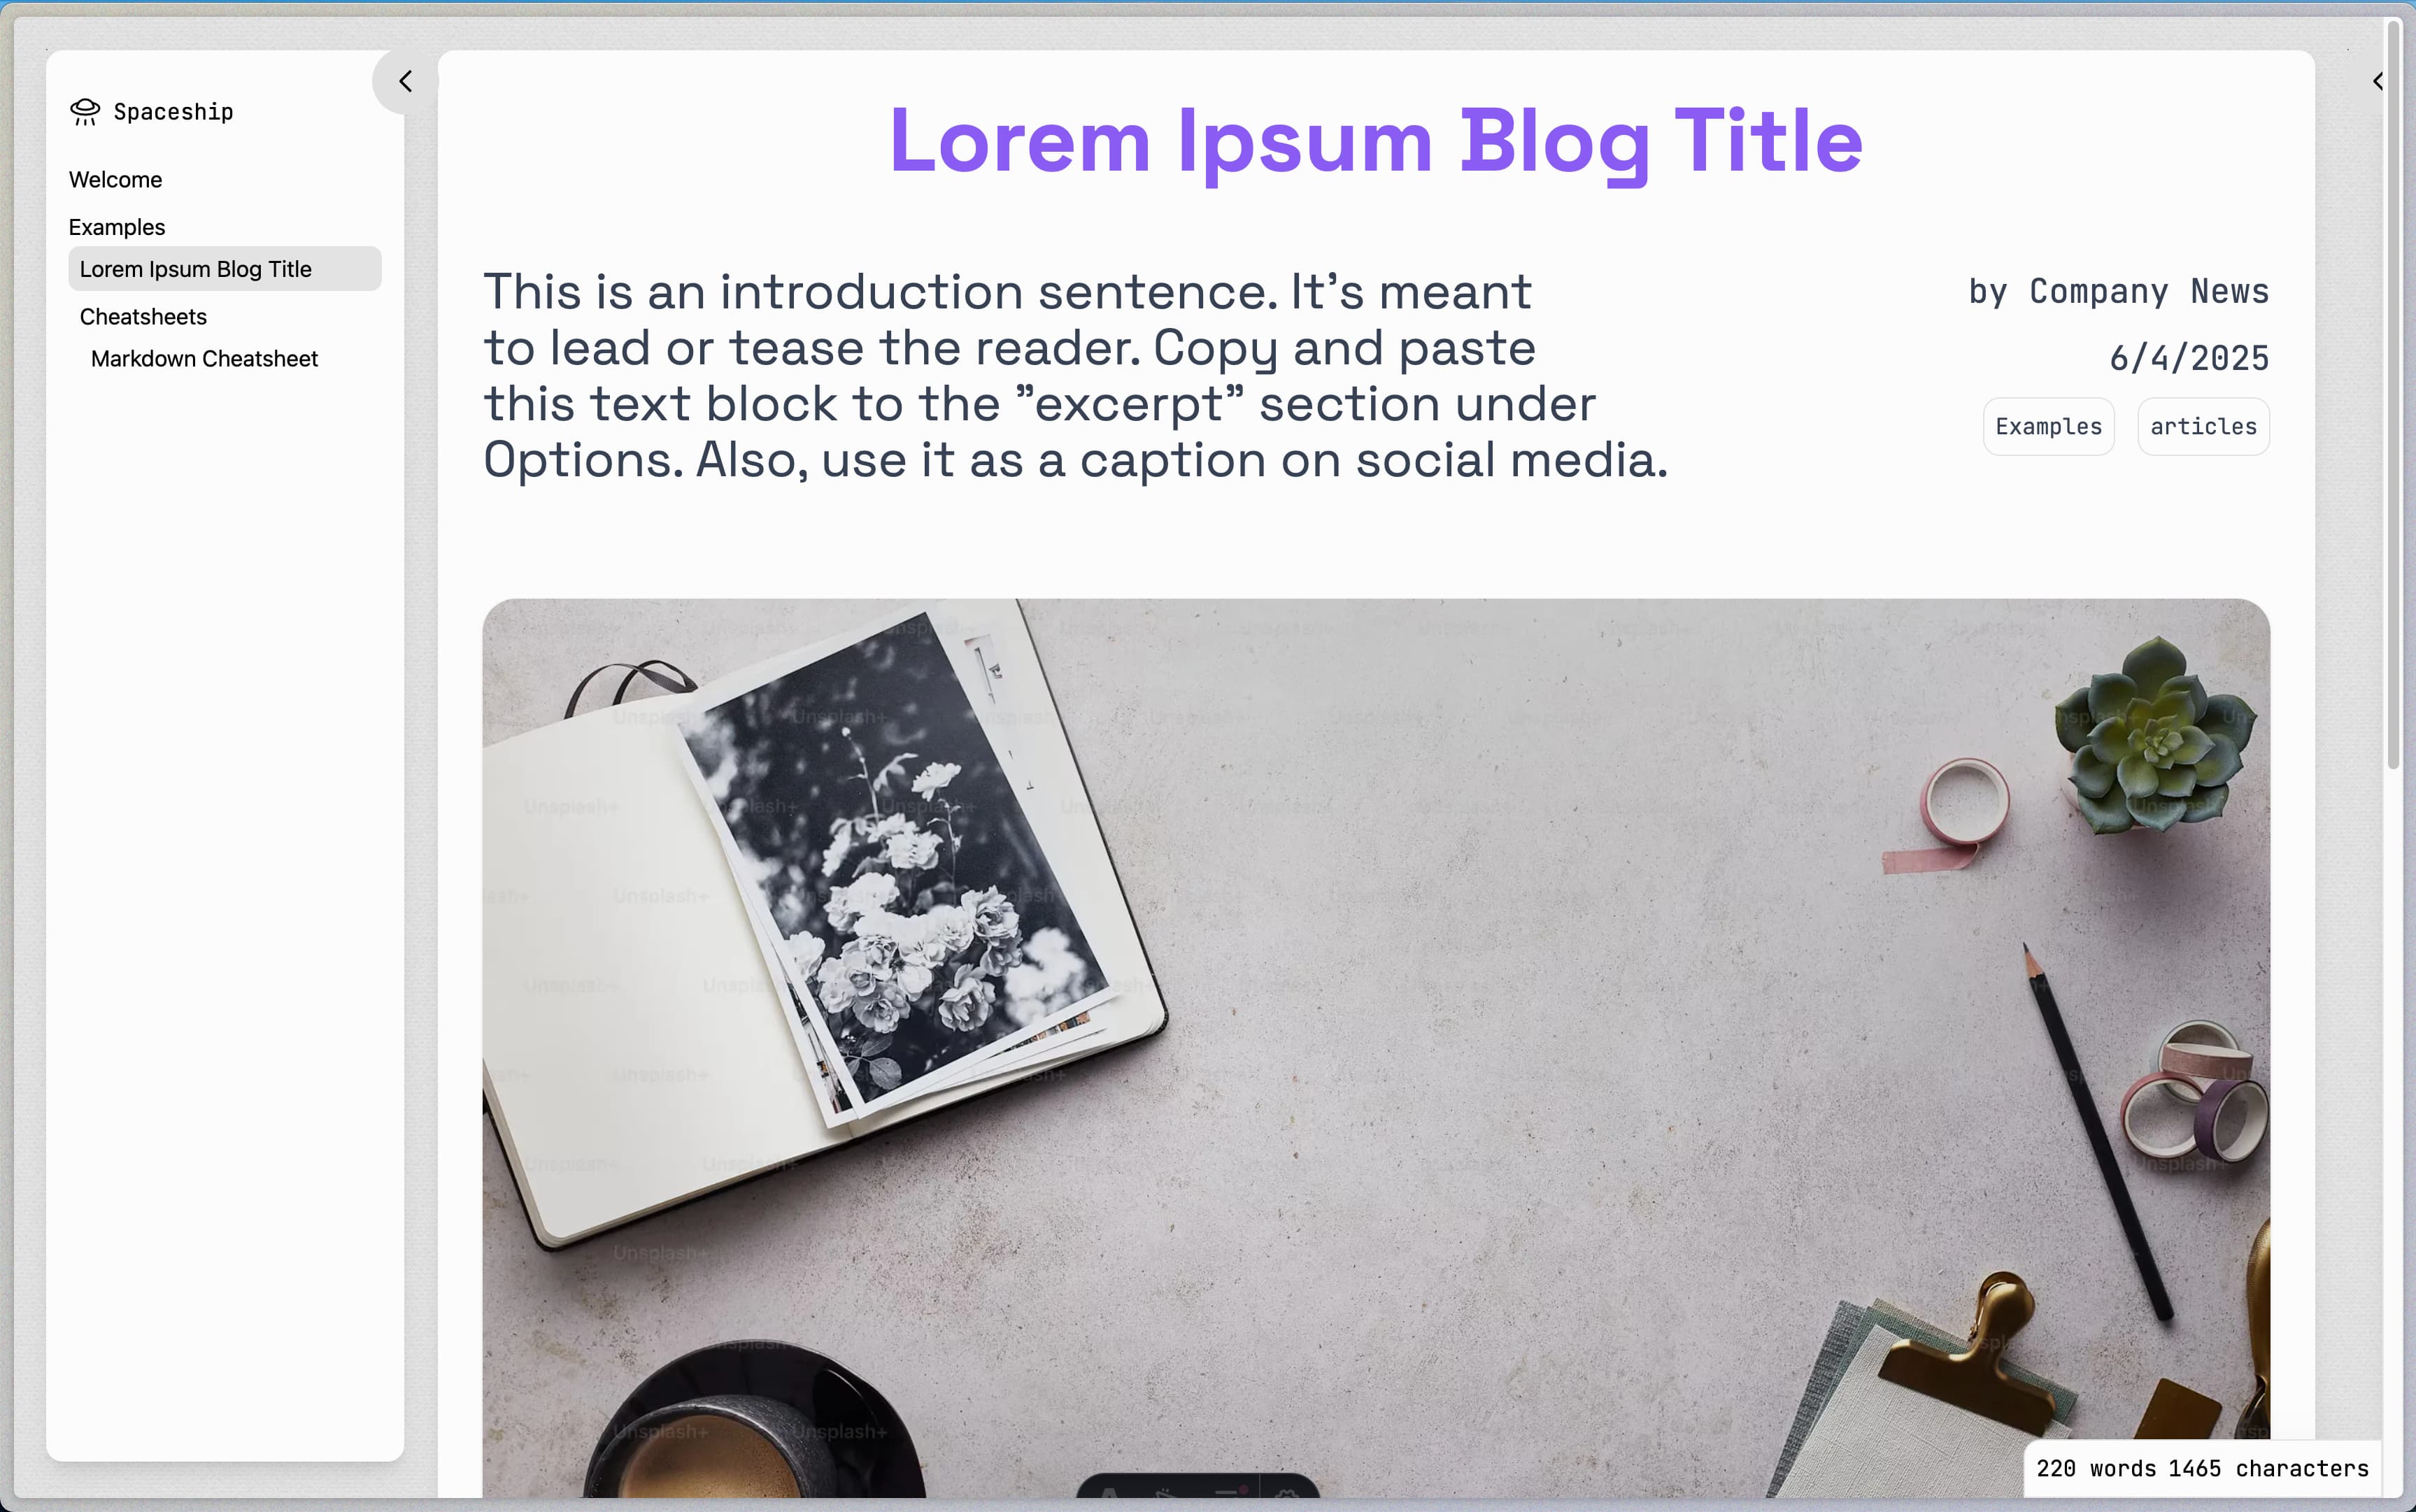 Spaceship
Welcome
Examples
Lorem Ipsum Blog Title
Cheatsheets
Markdown Cheatsheet
Lorem Ipsum Blog Title
This is an introduction sentence. It’s meant
to lead or tease the reader. Copy and paste
this text block to the ”excerpt” section under
Options. Also, use it as a caption on social media.
by Company News
6/4/2025
Examples articles
Unsplash+
220 words 1465 characters